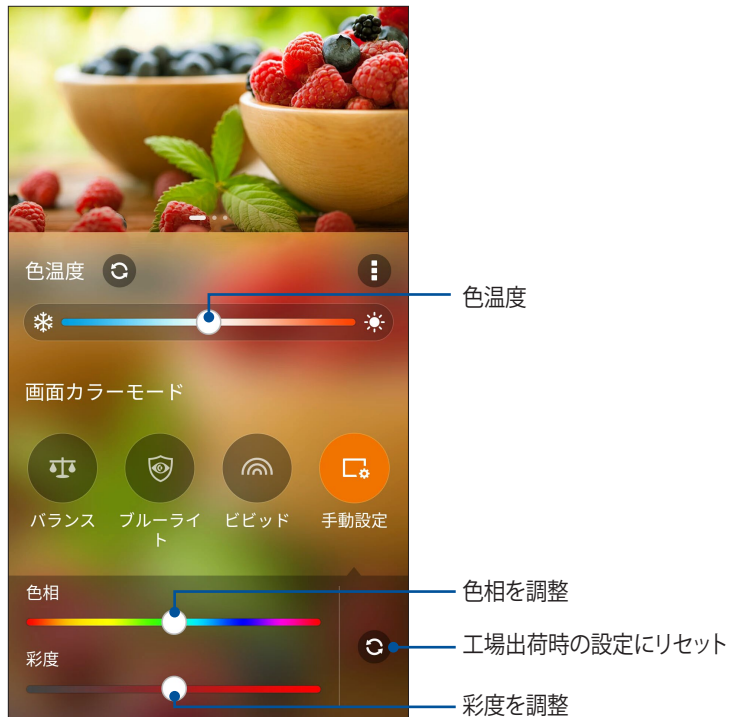 色温度
色温度
画面カラーモード
バランス
ブルーライ
ト
ビビッド
手動設定
色相
色相を調整
工場出荷時の設定にリセット
彩度
彩度を調整